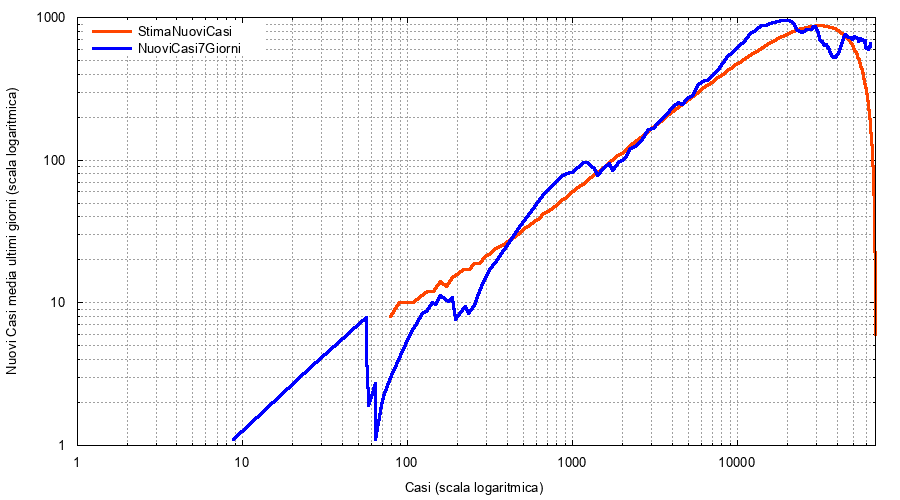 StimaNuoviCasi
NuoviCasi7Giorni
Nuovi Casi media ultimi giorni (scala logaritmica)
1000
100
10
1
1 10 100 1000 10000
Casi (scala logaritmica)